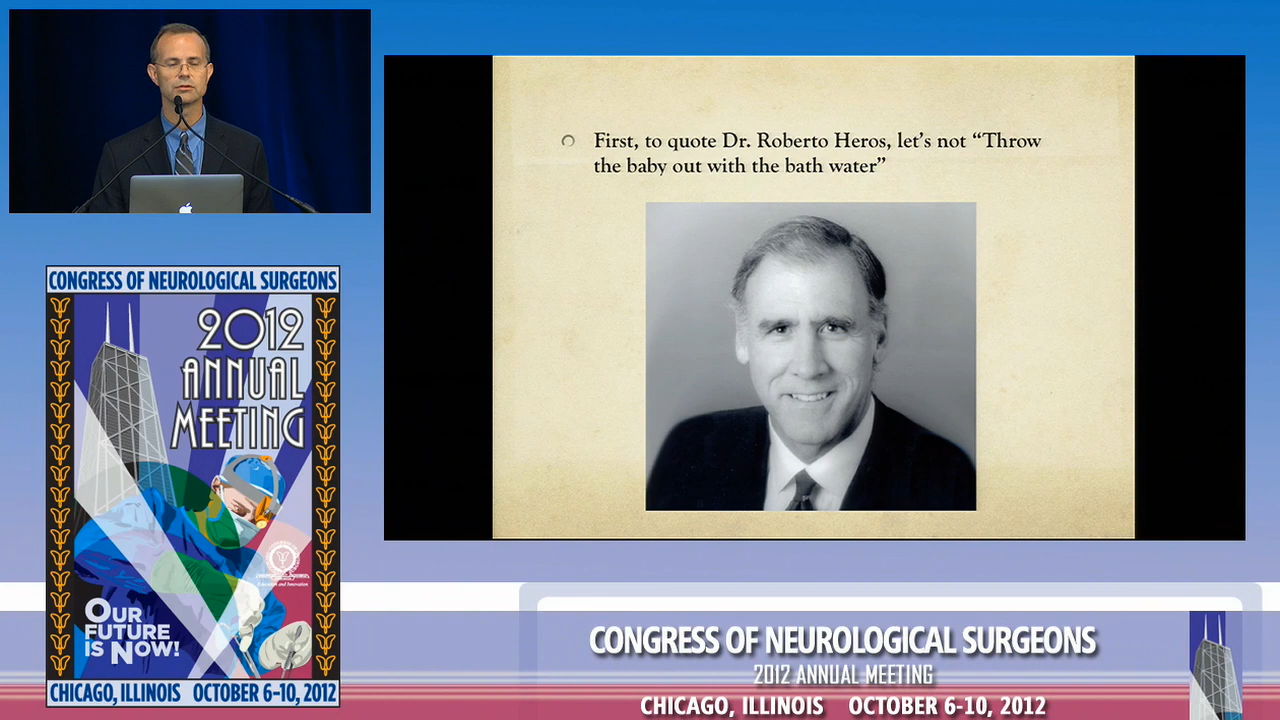 First, to quote Dr. Roberto Heros, let's not “Throw
the baby out with the bath water”
CONGRESS OF NEUROLOGICAL SURGEONS
2012
ANNUAL
MEETING
OUR
FUTURE
IS NOW!
CHICAGO, ILLINOIS OCTOBER 6-10, 2012
CONGRESS OF NEUROLOGICAL SURGEONS
2012 ANNUAL MEETING
CHICAGO, ILLINOIS OCTOBER 6-10, 2012